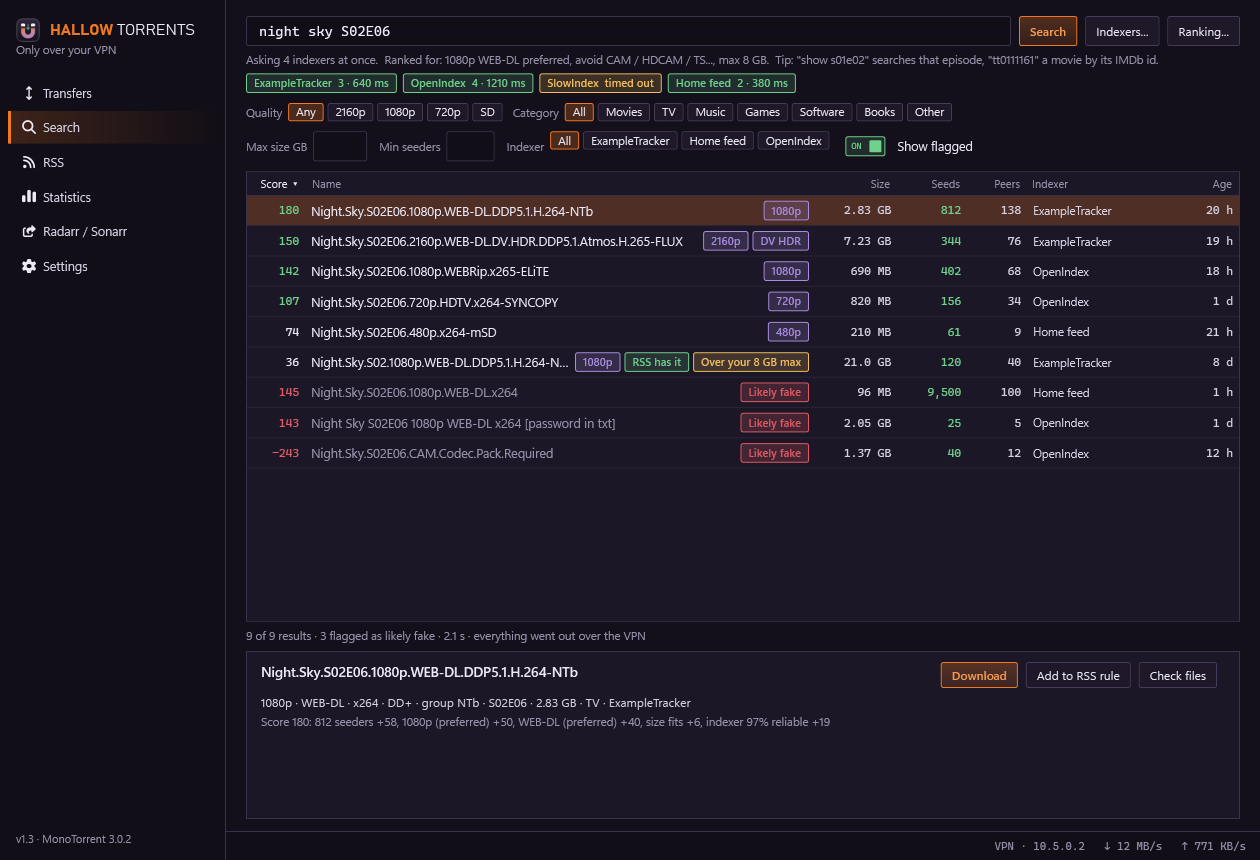 HALLOW TORRENTS
Only over your VPN
Transfers
Search
RSS
Statistics
Radarr / Sonarr
Settings
v1.3 · MonoTorrent 3.0.2
night sky S02E06
Search
Indexers...
Ranking...
Asking 4 indexers at once. Ranked for: 1080p WEB-DL preferred, avoid CAM / HDCAM / TS..., max 8 GB. Tip: "show s01e02" searches that episode, "tt0111161" a movie by its IMDb id.
ExampleTracker 3 · 640 ms
OpenIndex 4 · 1210 ms
SlowIndex timed out
Home feed 2 · 380 ms
Quality Any 2160p 1080p 720p SD Category All Movies TV Music Games Software Books Other
Max size GB Min seeders Indexer All ExampleTracker Home feed OpenIndex ON Show flagged
Score ▾ Name Size Seeds Peers Indexer Age
180 Night.Sky.S02E06.1080p.WEB-DL.DDP5.1.H.264-NTb 1080p 2.83 GB 812 138 ExampleTracker 20 h
150 Night.Sky.S02E06.2160p.WEB-DL.DV.HDR.DDP5.1.Atmos.H.265-FLUX 2160p DV HDR 7.23 GB 344 76 ExampleTracker 19 h
142 Night.Sky.S02E06.1080p.WEBRip.x265-ELiTE 1080p 690 MB 402 68 OpenIndex 18 h
107 Night.Sky.S02E06.720p.HDTV.x264-SYNCOPY 720p 820 MB 156 34 OpenIndex 1 d
74 Night.Sky.S02E06.480p.x264-mSD 480p 210 MB 61 9 Home feed 21 h
36 Night.Sky.S02.1080p.WEB-DL.DDP5.1.H.264-N... 1080p RSS has it Over your 8 GB max 21.0 GB 120 40 ExampleTracker 8 d
145 Night.Sky.S02E06.1080p.WEB-DL.x264 Likely fake 96 MB 9,500 100 Home feed 1 h
143 Night Sky S02E06 1080p WEB-DL x264 [password in txt] Likely fake 2.05 GB 25 5 OpenIndex 1 d
−243 Night.Sky.S02E06.CAM.Codec.Pack.Required Likely fake 1.37 GB 40 12 OpenIndex 12 h
9 of 9 results · 3 flagged as likely fake · 2.1 s · everything went out over the VPN
Night.Sky.S02E06.1080p.WEB-DL.DDP5.1.H.264-NTb
Download
Add to RSS rule
Check files
1080p · WEB-DL · x264 · DD+ · group NTb · S02E06 · 2.83 GB · TV · ExampleTracker
Score 180: 812 seeders +58, 1080p (preferred) +50, WEB-DL (preferred) +40, size fits +6, indexer 97% reliable +19
VPN · 10.5.0.2 ↓ 12 MB/s ↑ 771 KB/s